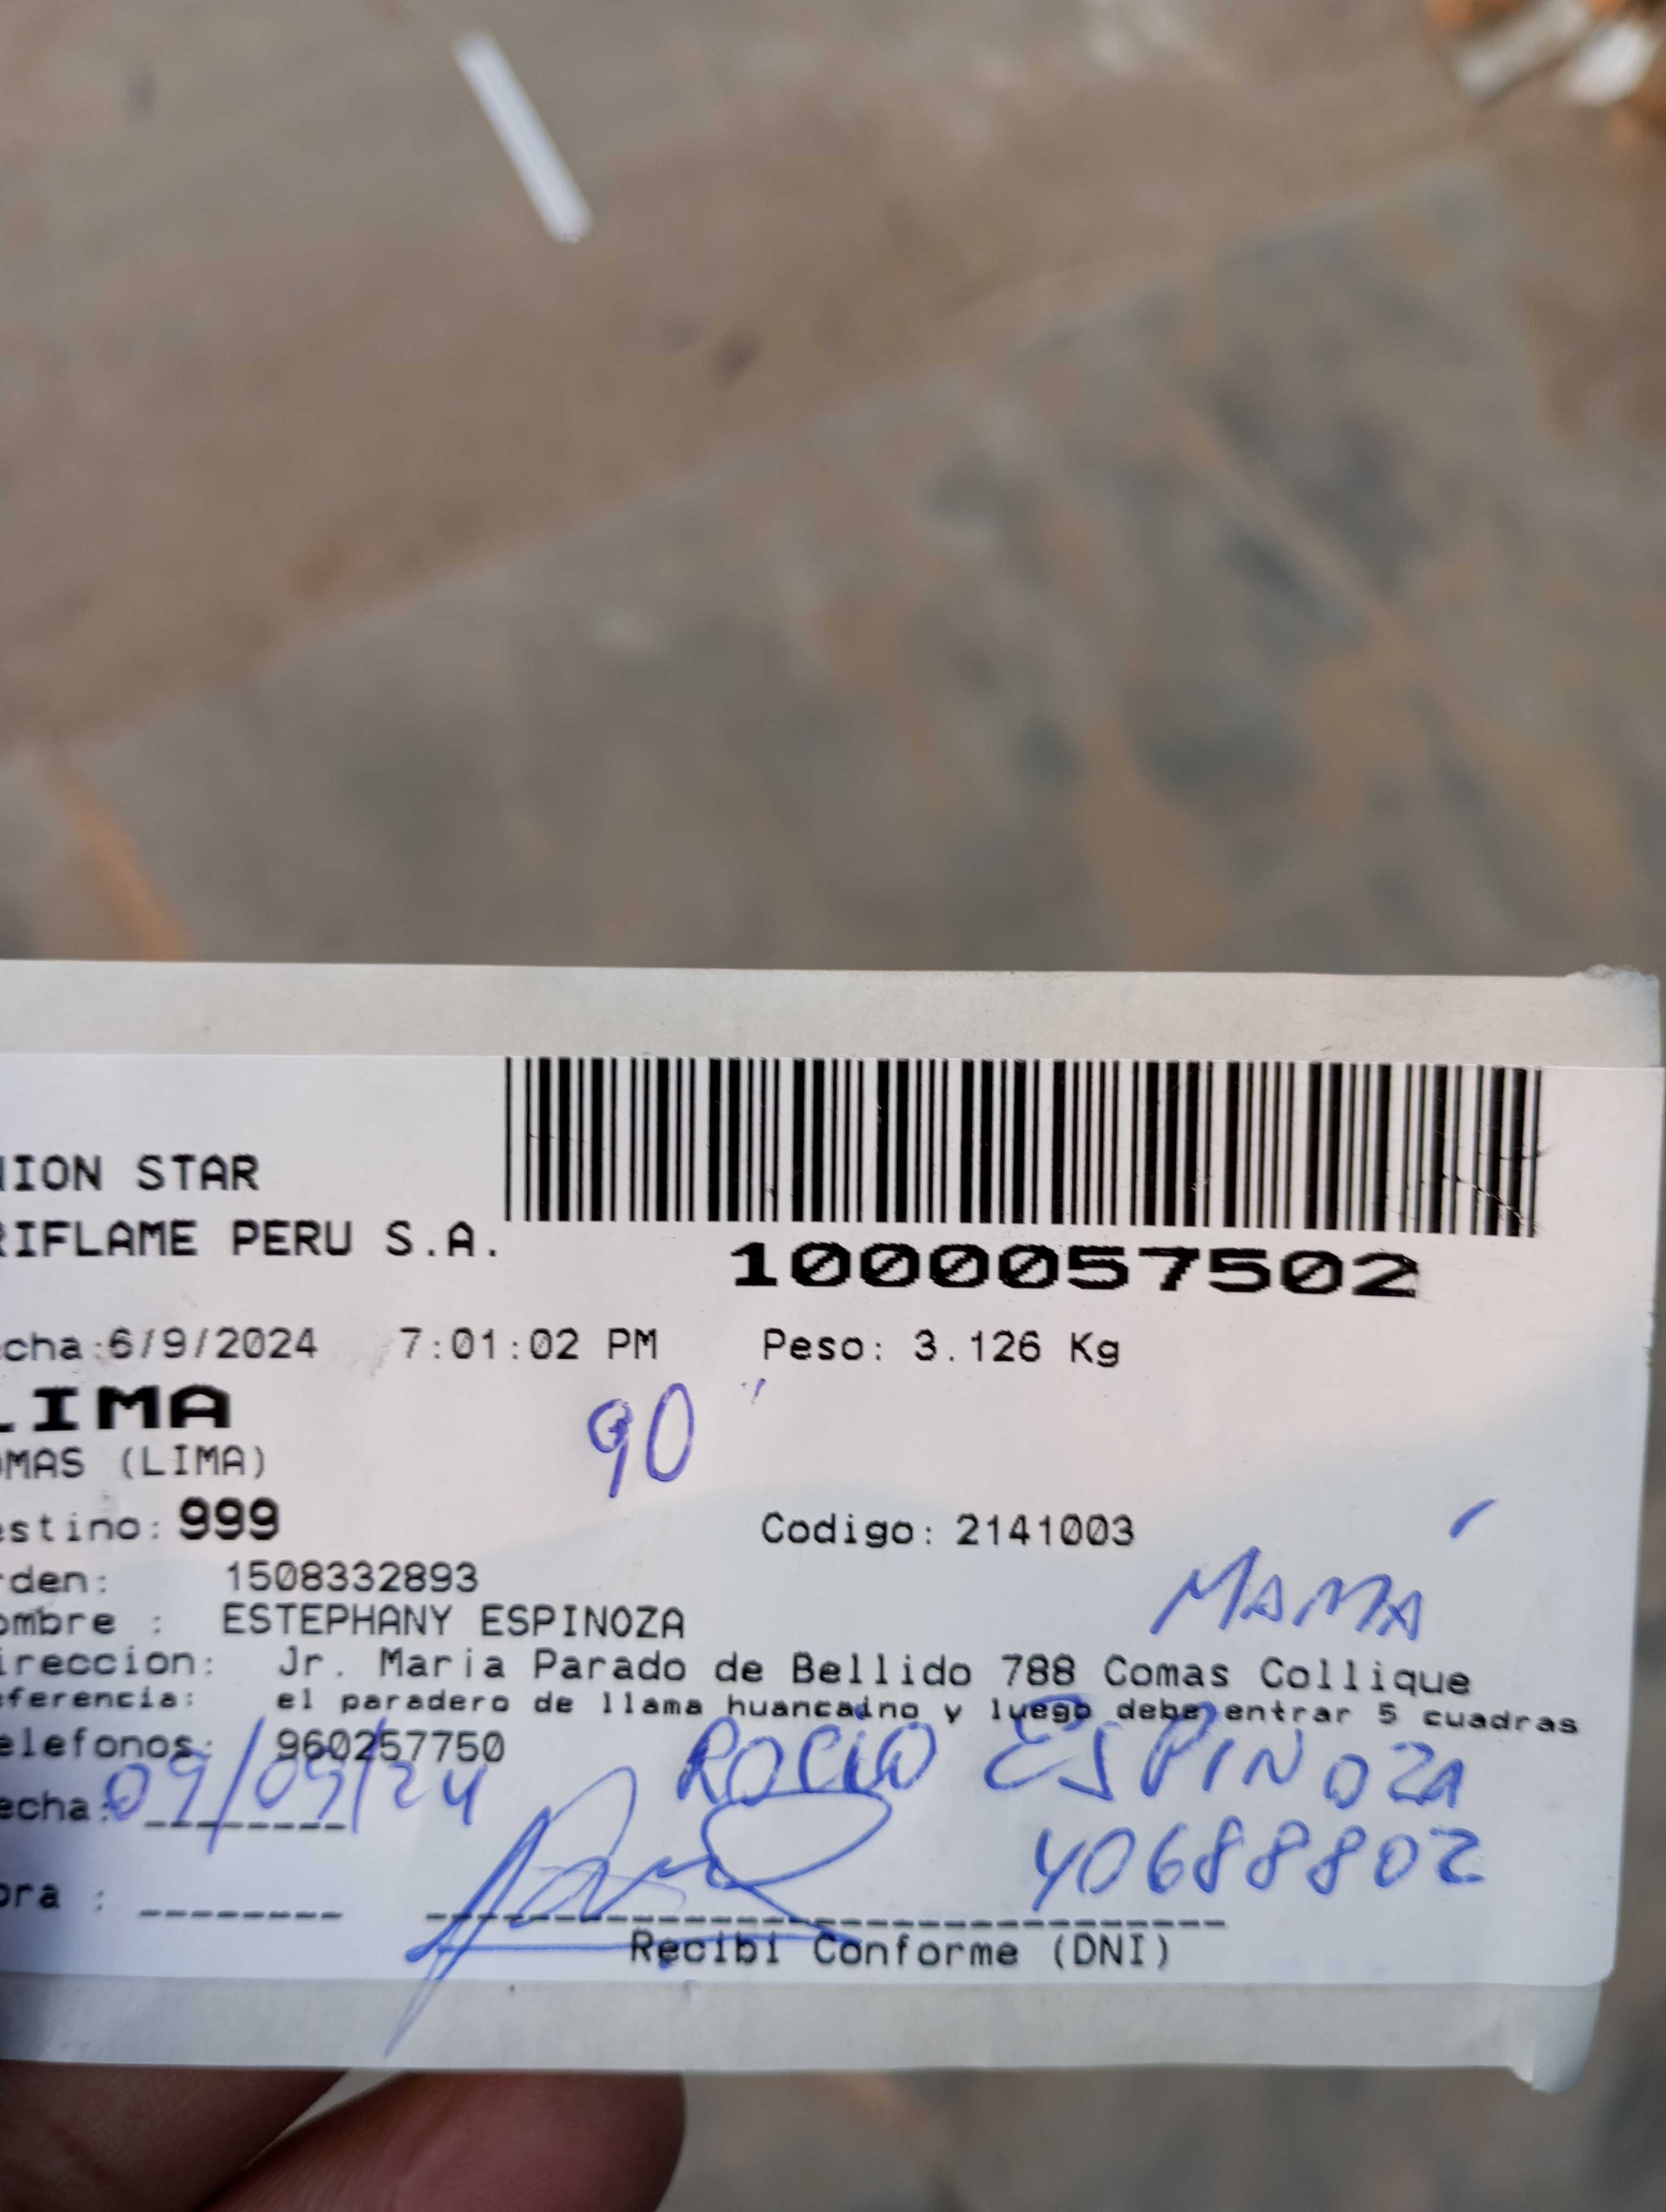 NION STAR
RIFLAME PERU S.A.
1000057502
echa:6/9/2024 7:01:02 PM Peso: 3.126 Kg
LIMA
90
OMAS (LIMA)
estino: 999 Codigo: 2141003
rden: 1508332893
MAMÁ
ombre : ESTEPHANY ESPINOZA
ireccion: Jr. Maria Parado de Bellido 788 Comas Collique
eferencia: el paradero de llama huancaino y luego debe entrar 5 cuadras
elefonos: 960257750
ROCIO ESPINOZA
echa: 09/09/24
40688802
ora : --------
Recibi Conforme (DNI)